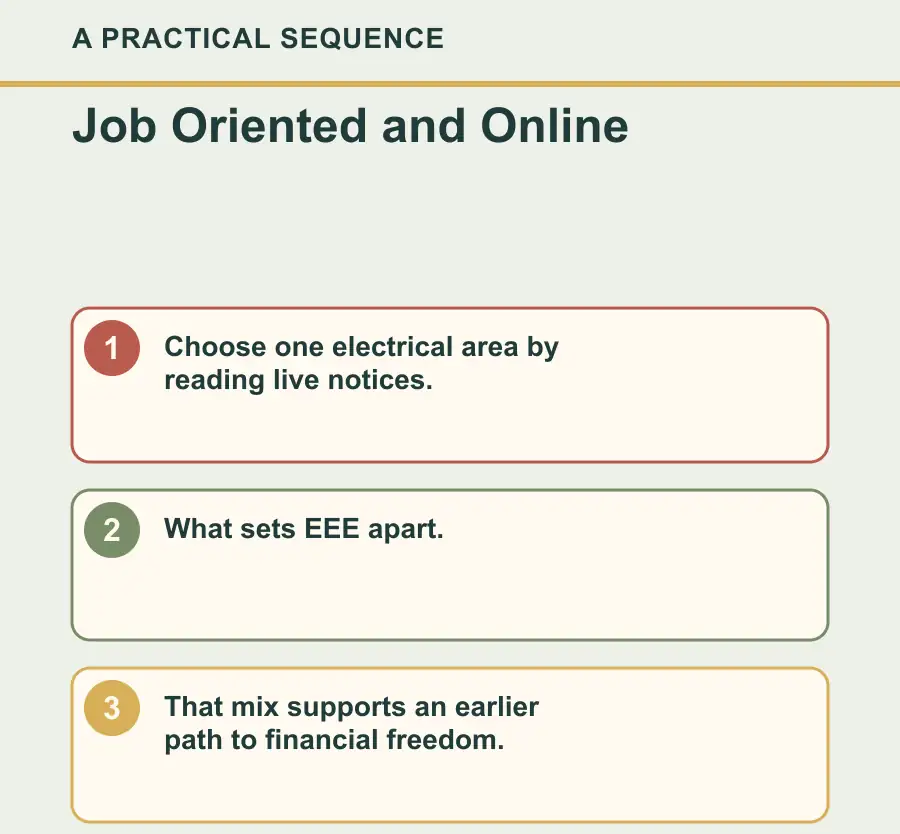 A PRACTICAL SEQUENCE
Job Oriented and Online
1
Choose one electrical area by
reading live notices.
2
What sets EEE apart.
3
That mix supports an earlier
path to financial freedom.